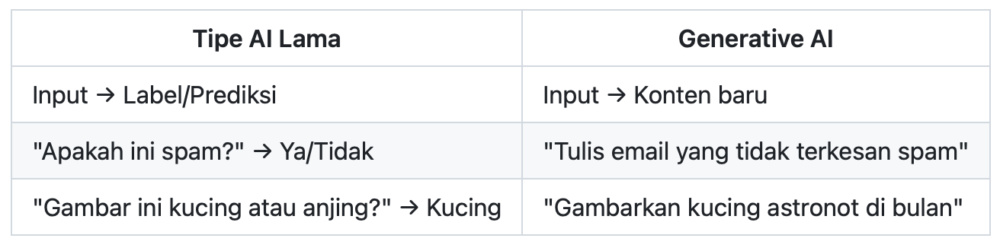 Tipe AI Lama Generative AI
Input → Label/Prediksi Input → Konten baru
"Apakah ini spam?" → Ya/Tidak "Tulis email yang tidak terkesan spam"
"Gambar ini kucing atau anjing?" → Kucing "Gambarkan kucing astronot di bulan"